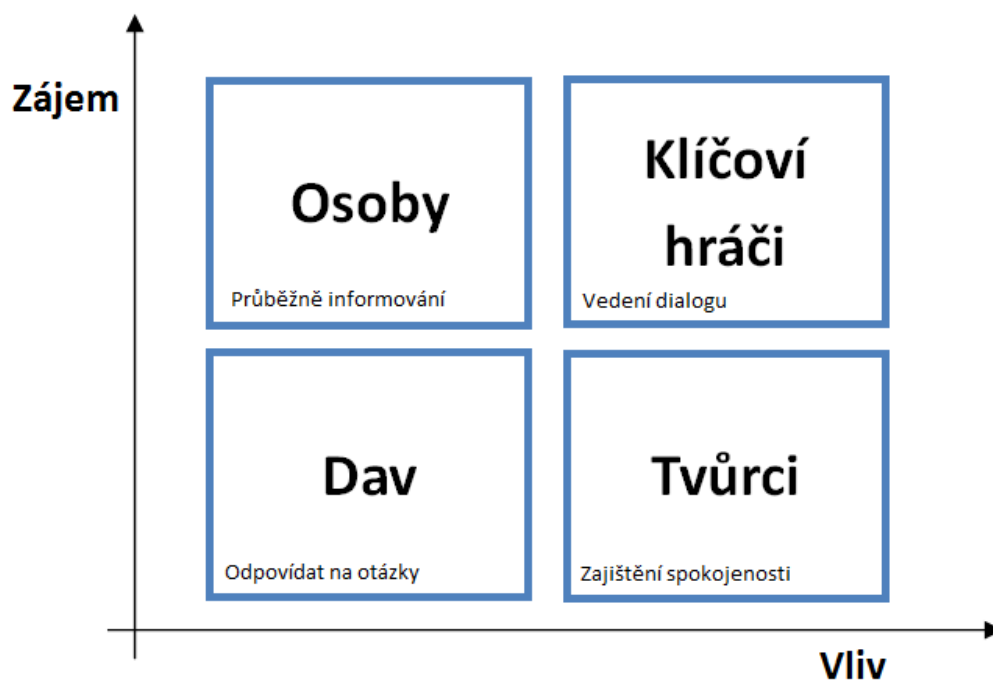 Zájem
Osoby
Průběžně informování
Klíčoví
hráči
Vedení dialogu
Dav
Odpovídat na otázky
Tvůrci
Zajištění spokojenosti
Vliv